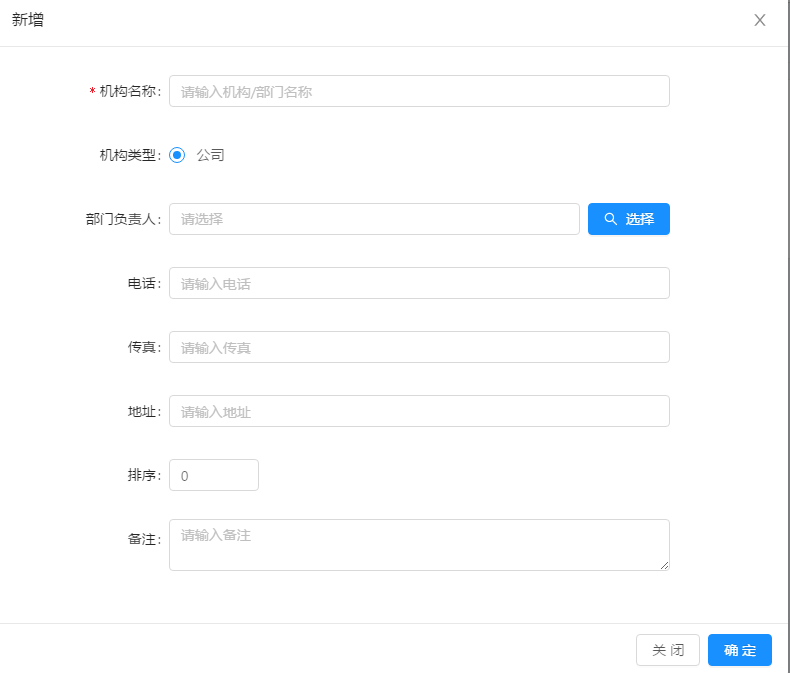 新增
* 机构名称: 请输入机构/部门名称
机构类型: 公司
部门负责人: 请选择 选择
电话: 请输入电话
传真: 请输入传真
地址: 请输入地址
排序: 0
备注: 请输入备注
关 闭 确 定